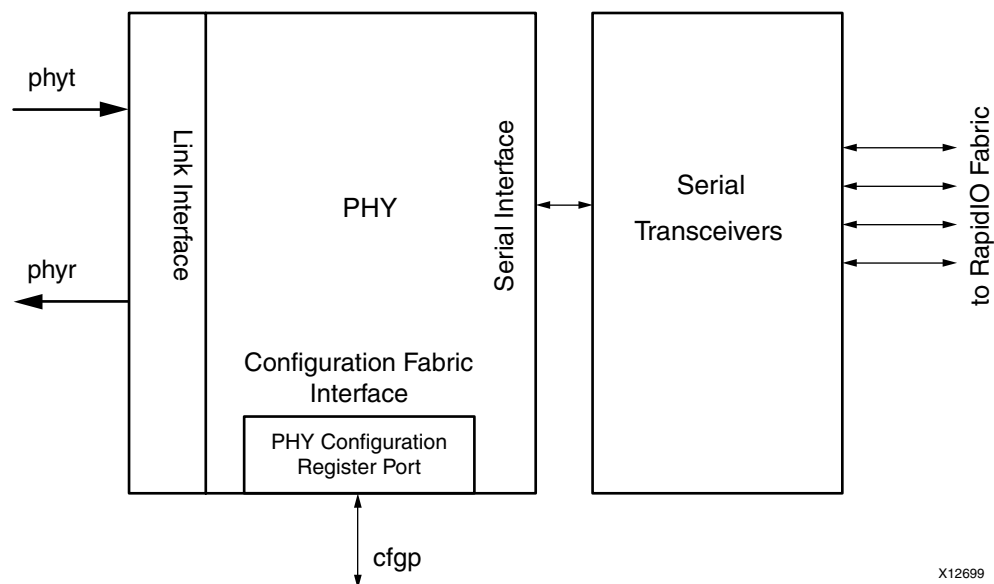 phyt
Link Interface
PHY
Serial Interface
Serial
Transceivers
to RapidIO Fabric
phyr
Configuration Fabric
Interface
PHY Configuration
Register Port
cfgp
X12699